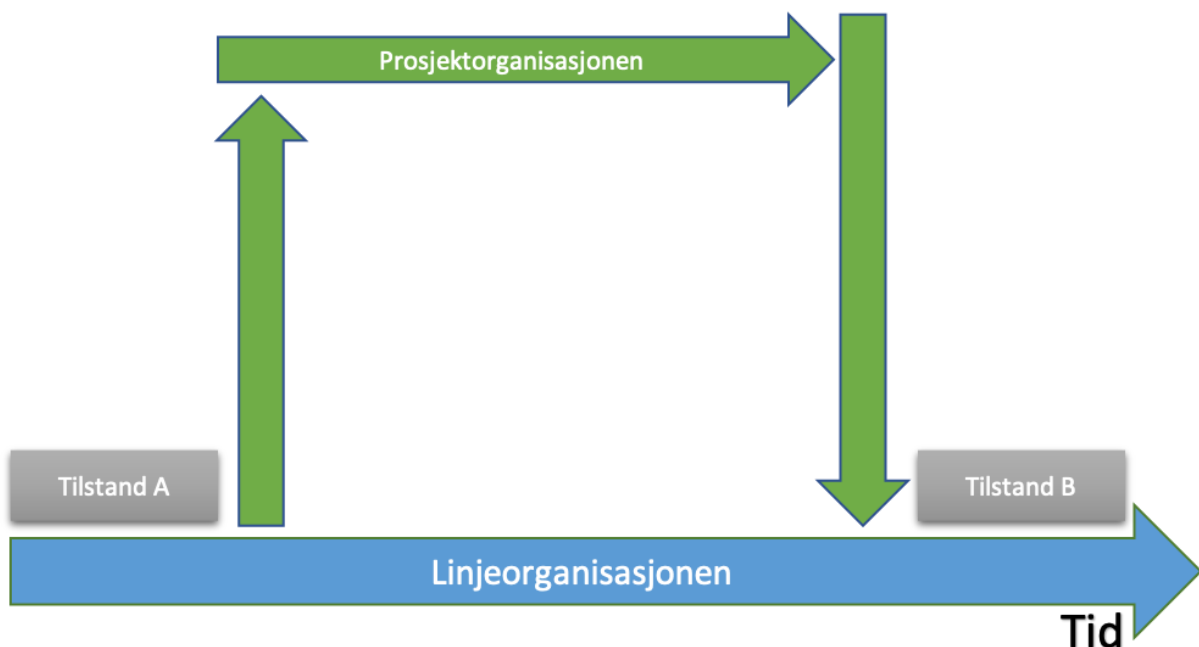 Prosjektorganisasjonen
Tilstand A
Tilstand B
Linjeorganisasjonen
Tid